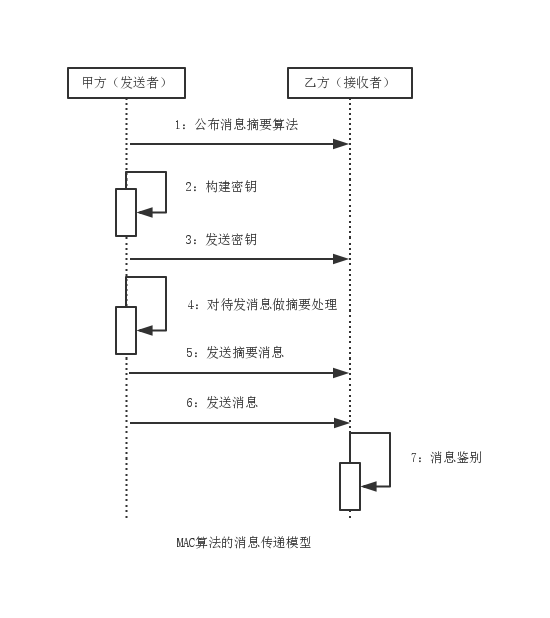 甲方（发送者）
乙方（接收者）
1: 公布消息摘要算法
2: 构建密钥
3: 发送密钥
4: 对待发消息做摘要处理
5: 发送摘要消息
6: 发送消息
7: 消息鉴别
MAC算法的消息传递模型